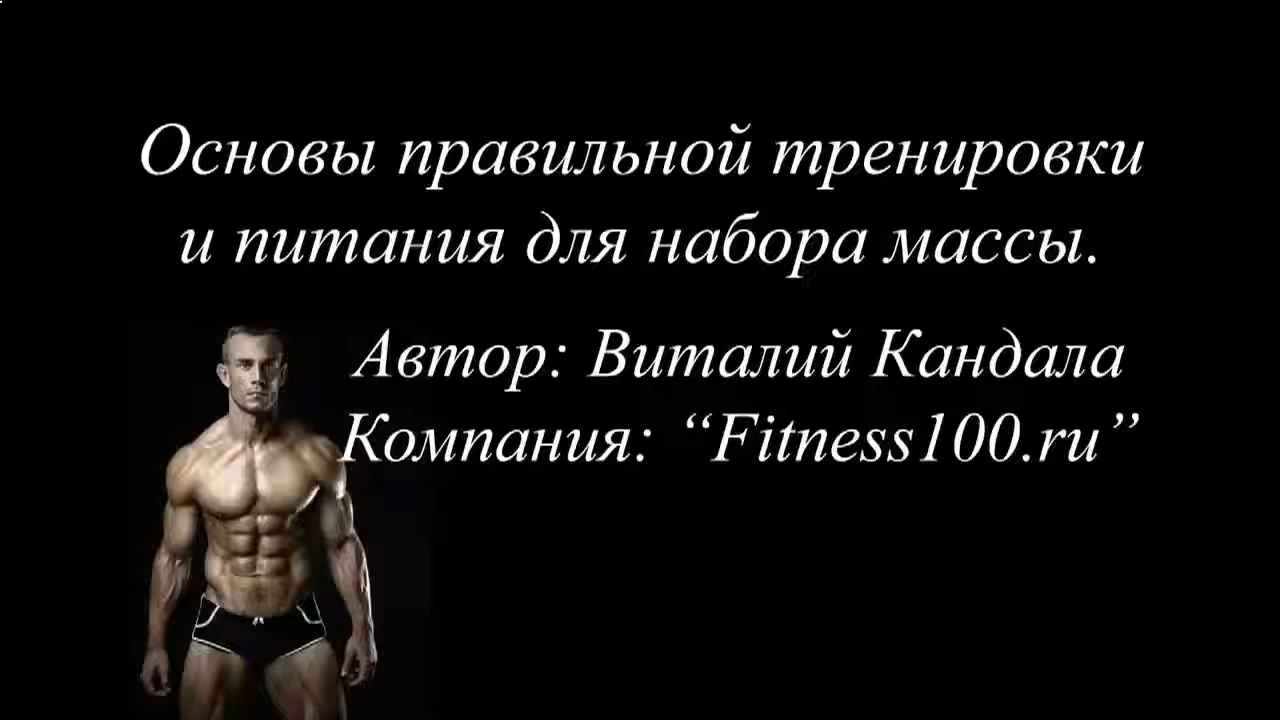 Основы правильной тренировки
и питания для набора массы.
Автор: Виталий Кандала
Компания: “Fitness100.ru”